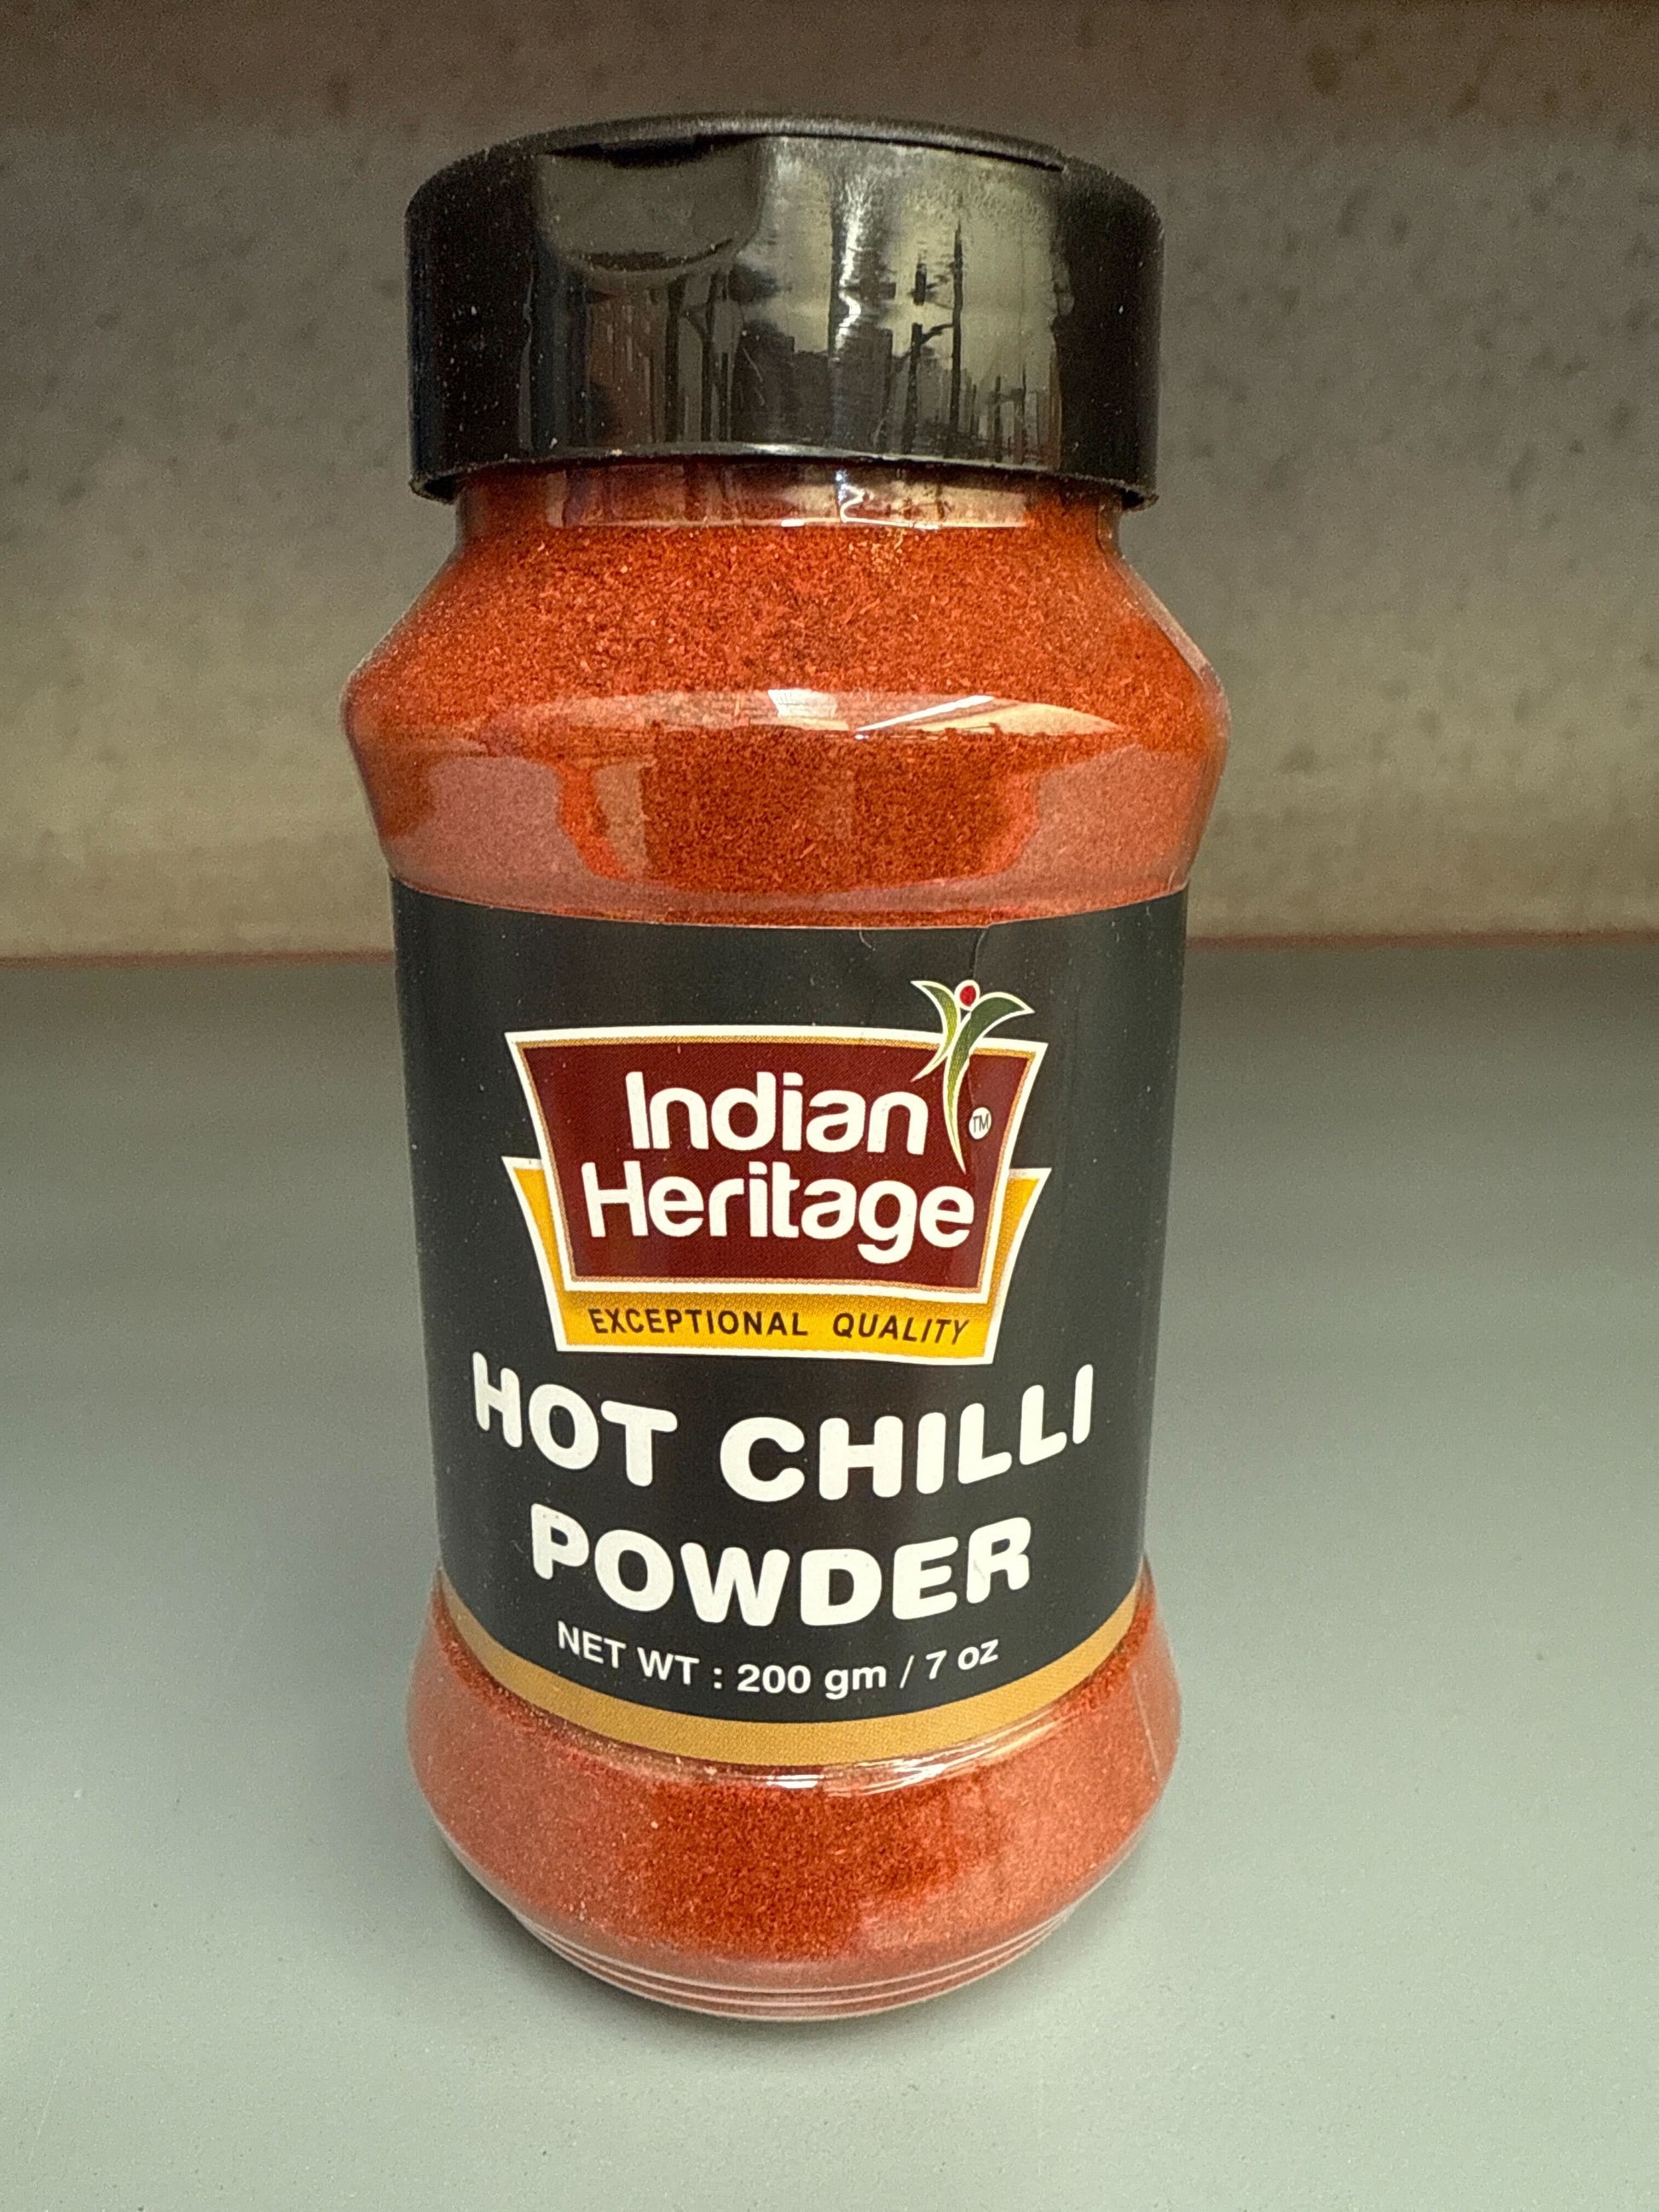 Indian
Heritage
TM
EXCEPTIONAL QUALITY
HOT CHILLI
POWDER
NET WT : 200 gm / 7 oz